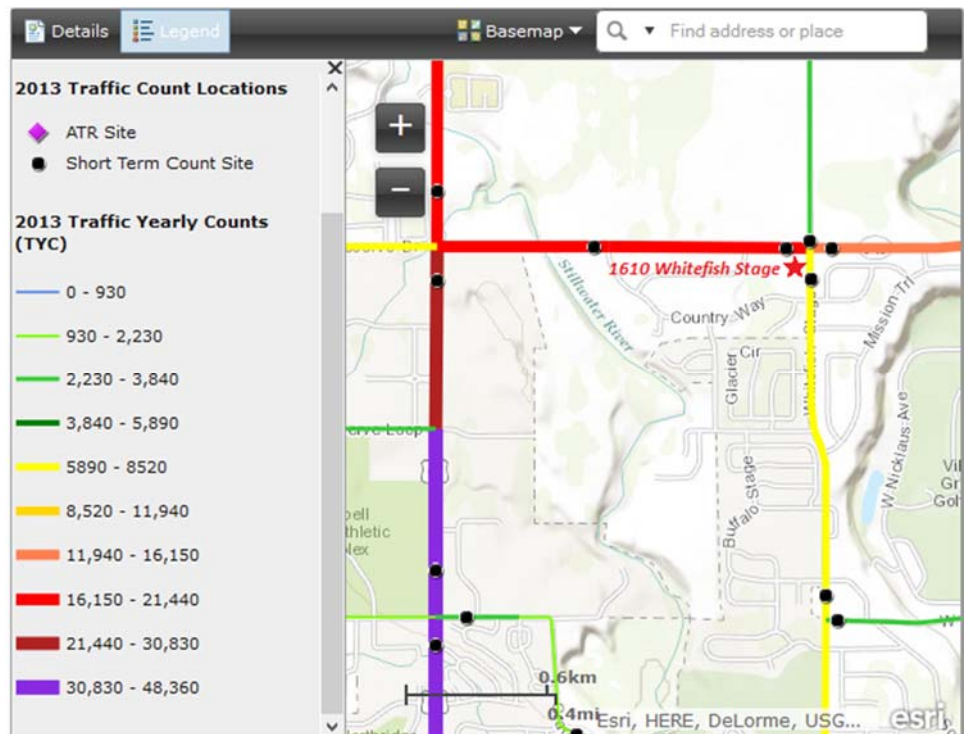 Details
Legend
Basemap
Find address or place
2013 Traffic Count Locations
ATR Site
Short Term Count Site
2013 Traffic Yearly Counts
(TYC)
0 - 930
930 - 2,230
2,230 - 3,840
3,840 - 5,890
5890 - 8520
8,520 - 11,940
11,940 - 16,150
16,150 - 21,440
21,440 - 30,830
30,830 - 48,360
+
−
1610 Whitefish Stage
Stillwater River
Country Way
Mission Trl
Glacier Cir
W Nicklaus Ave
Buffalo Stage
Loop
0.6km
0.4mi
Esri, HERE, DeLorme, USG...
esri